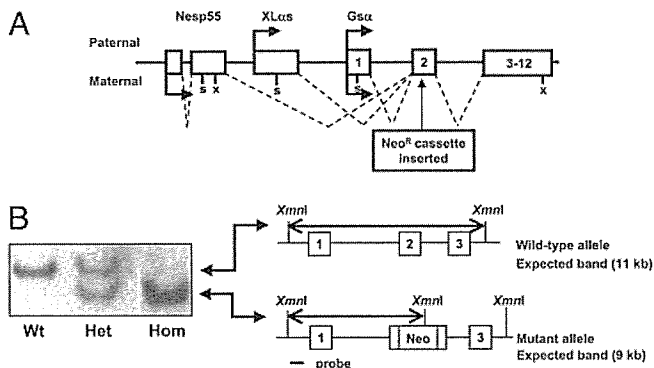 A
Nesp55
XLαs
Gsα
Paternal
Maternal
1
2
3-12
s x
s
s
x
Neoᴿ cassette
inserted
B
XmnI
XmnI
1
2
3
Wild-type allele
Expected band (11 kb)
XmnI
XmnI
XmnI
1
Neo
3
Mutant allele
Expected band (9 kb)
probe
Wt
Het
Hom